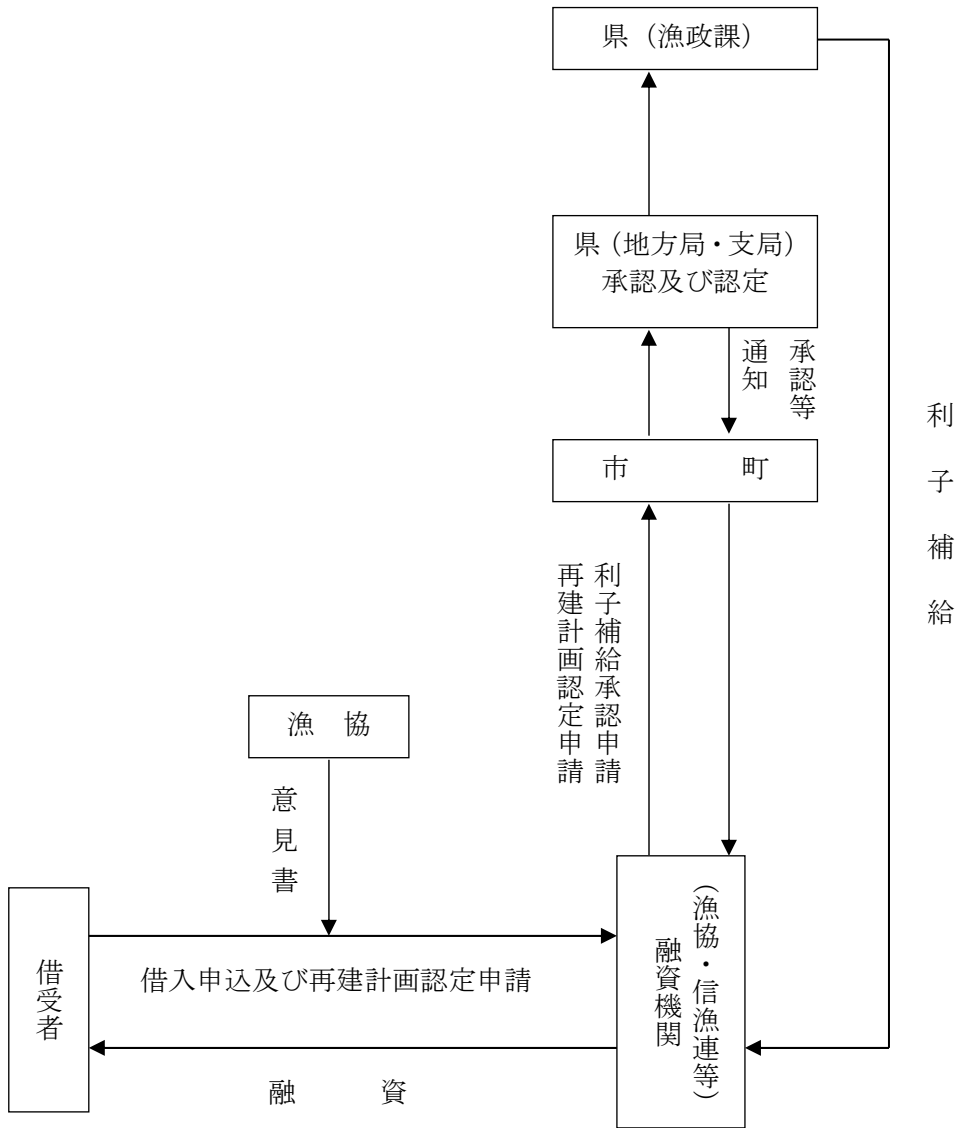 県（漁政課）
県（地方局・支局）
承認及び認定
承認等
通知
市　町
利子補給
利子補給承認申請
再建計画認定申請
漁　協
意見書
借受者
借入申込及び再建計画認定申請
融　資
（漁協・信漁連等）
融資機関